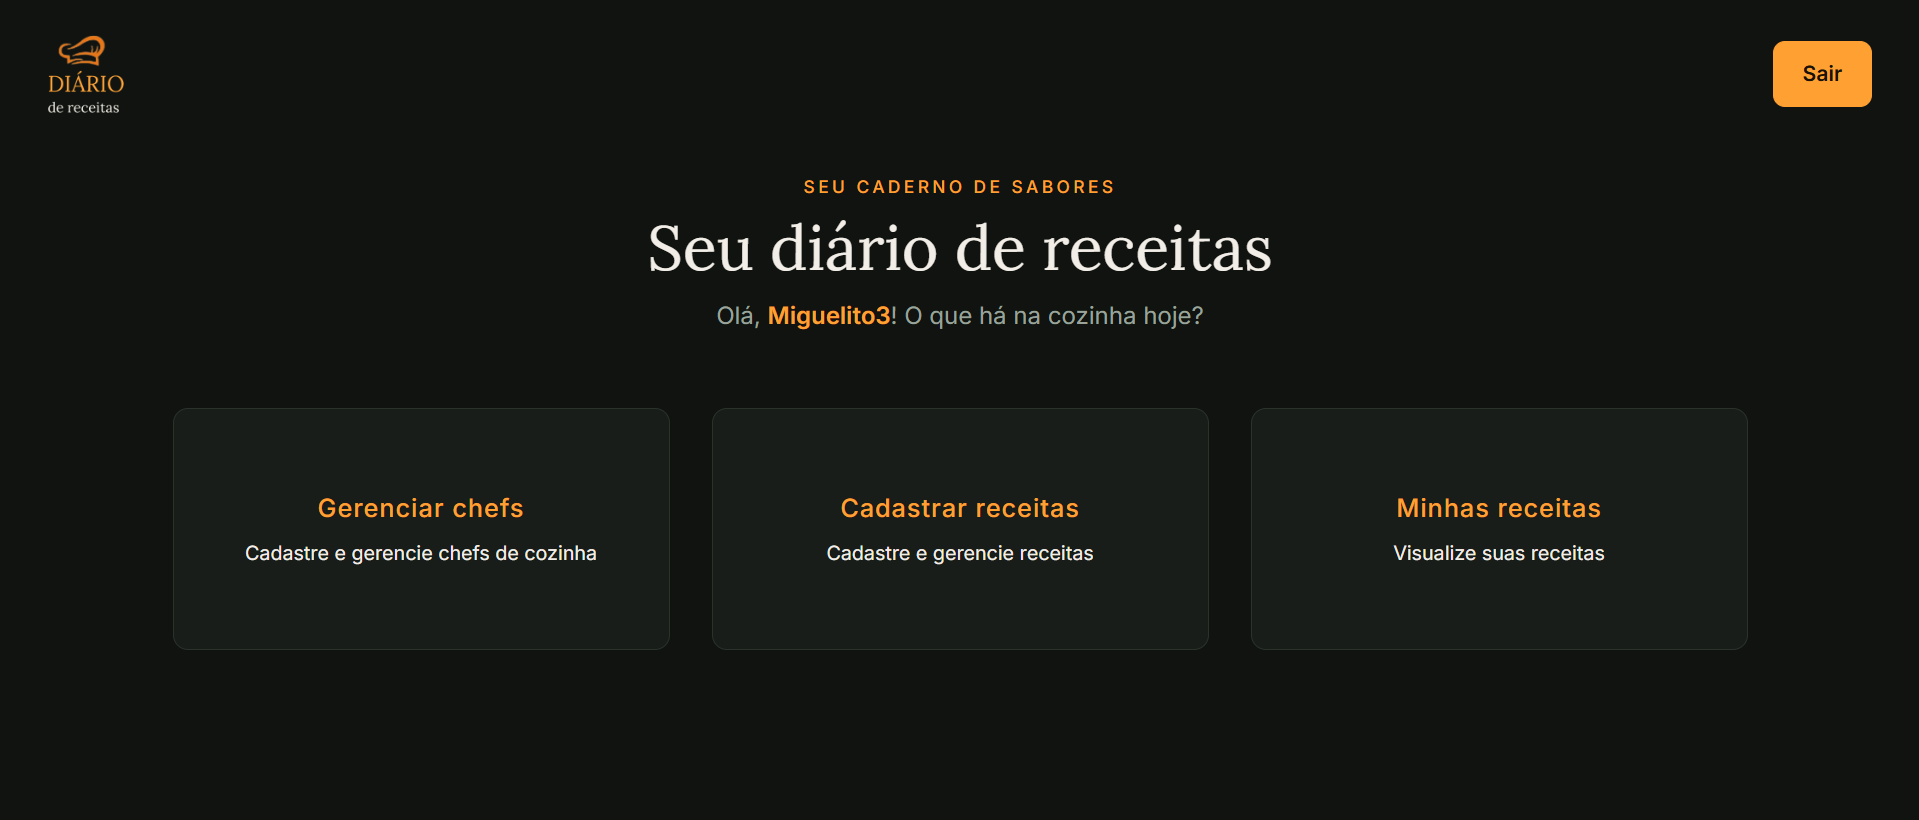 DIÁRIO
de receitas
Sair
SEU CADERNO DE SABORES
Seu diário de receitas
Olá, Miguelito3! O que há na cozinha hoje?
Gerenciar chefs
Cadastre e gerencie chefs de cozinha
Cadastrar receitas
Cadastre e gerencie receitas
Minhas receitas
Visualize suas receitas